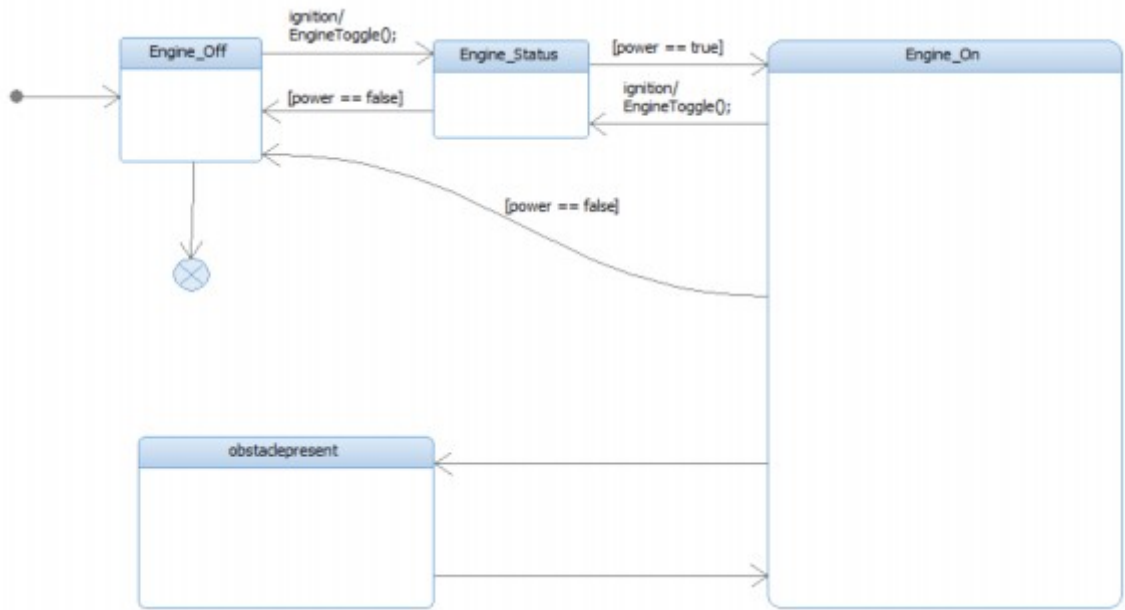 ignition/
EngineToggle();
Engine_Off
Engine_Status
[power == true]
Engine_On
[power == false]
ignition/
EngineToggle();
[power == false]
obstaclepresent